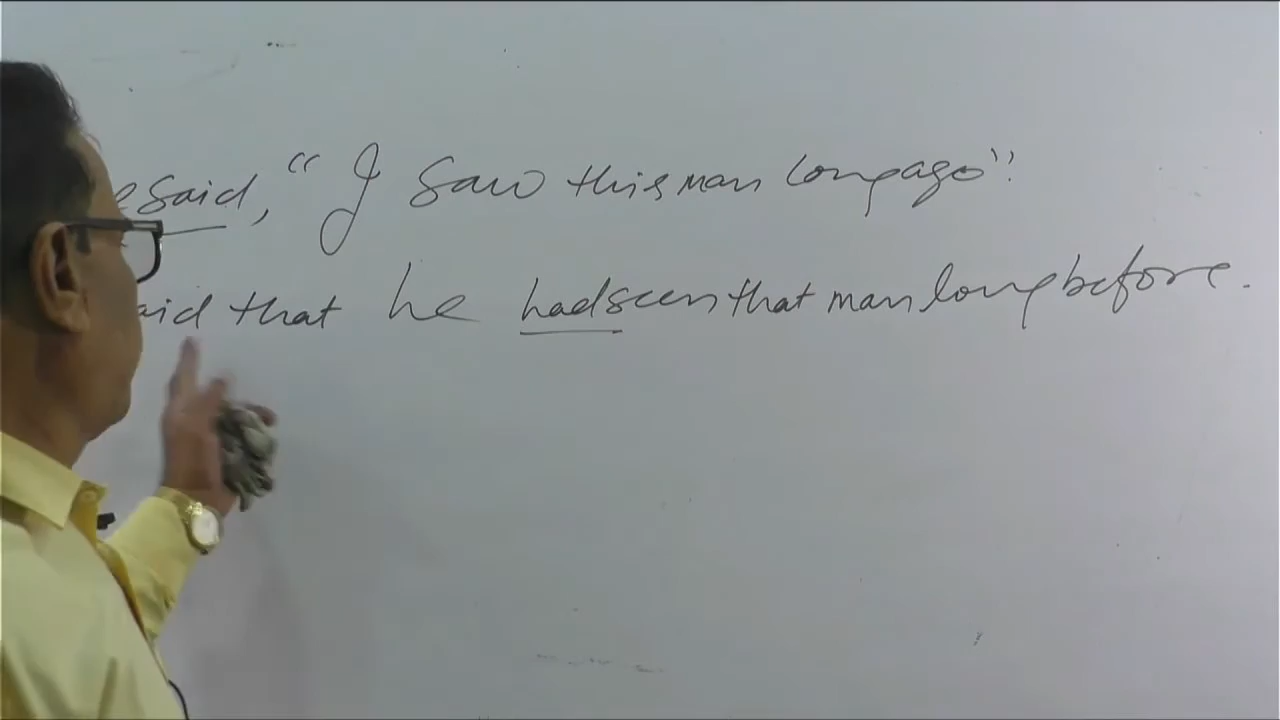 e said, "I saw this man long ago".
aid that he had seen that man long before.